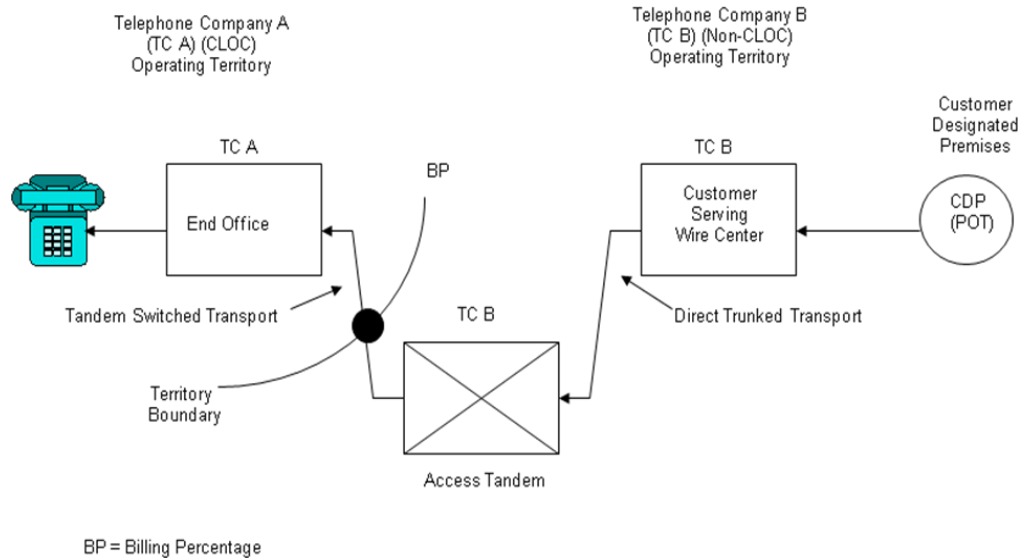 Telephone Company A
(TC A) (CLOC)
Operating Territory
Telephone Company B
(TC B) (Non-CLOC)
Operating Territory
Customer
Designated
Premises
TC A
BP
TC B
End Office
Customer
Serving
Wire Center
CDP
(POT)
Tandem Switched Transport
TC B
Direct Trunked Transport
Territory
Boundary
Access Tandem
BP = Billing Percentage